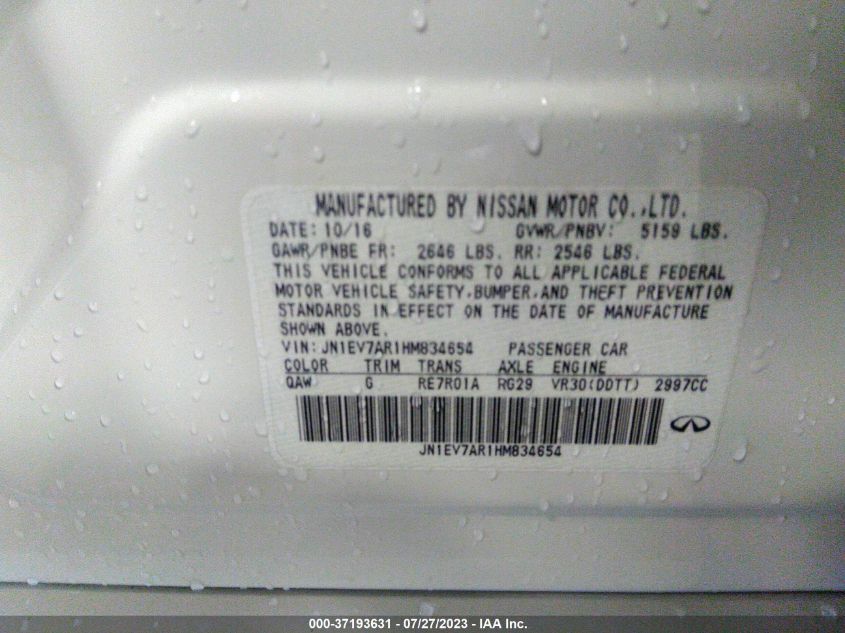 MANUFACTURED BY NISSAN MOTOR CO.,LTD.
DATE: 10/16 GVWR/PNBV: 5159 LBS.
GAWR/PNBE FR: 2646 LBS. RR: 2546 LBS.
THIS VEHICLE CONFORMS TO ALL APPLICABLE FEDERAL
MOTOR VEHICLE SAFETY,BUMPER,AND THEFT PREVENTION
STANDARDS IN EFFECT ON THE DATE OF MANUFACTURE
SHOWN ABOVE.
VIN: JN1EV7AR1HM834654 PASSENGER CAR
COLOR TRIM TRANS AXLE ENGINE
QAW G RE7R01A RG29 VR30(DDTT) 2997CC
JN1EV7AR1HM834654
000-37193631 - 07/27/2023 - IAA Inc.